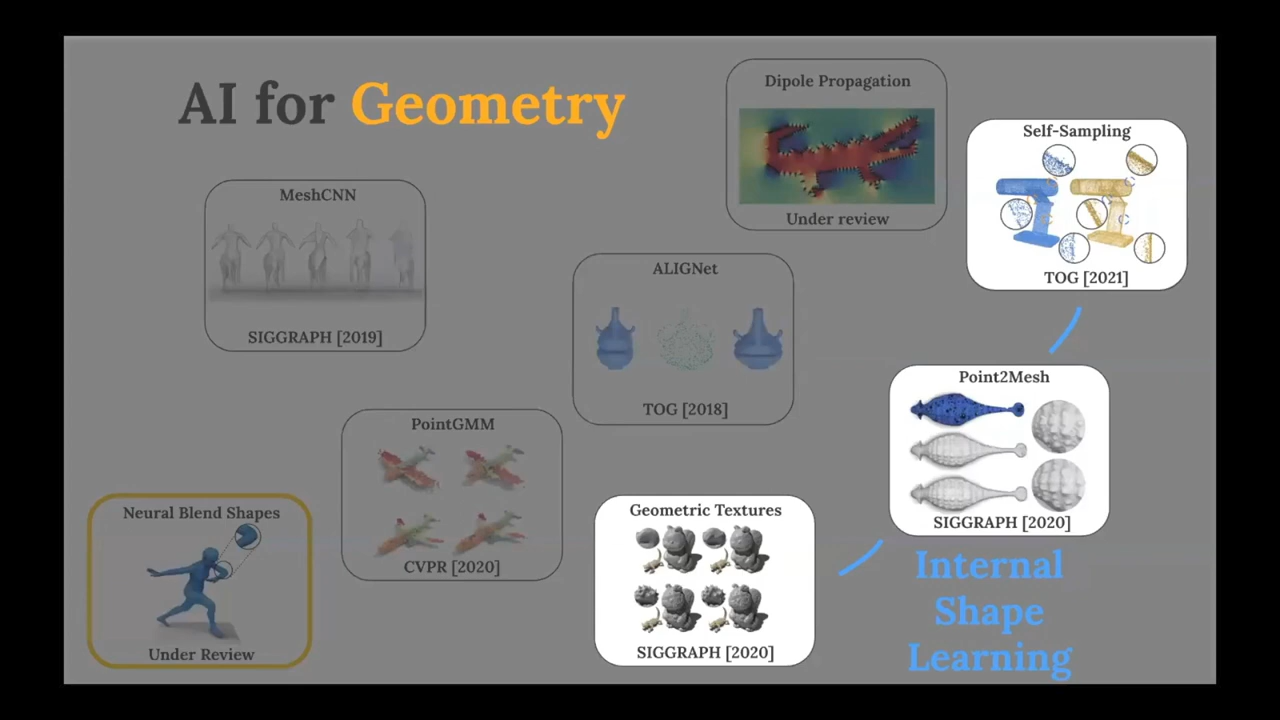 AI for Geometry
Dipole Propagation
Under review
Self-Sampling
TOG [2021]
MeshCNN
SIGGRAPH [2019]
ALIGNet
TOG [2018]
Point2Mesh
SIGGRAPH [2020]
PointGMM
CVPR [2020]
Neural Blend Shapes
Under Review
Geometric Textures
SIGGRAPH [2020]
Internal
Shape
Learning